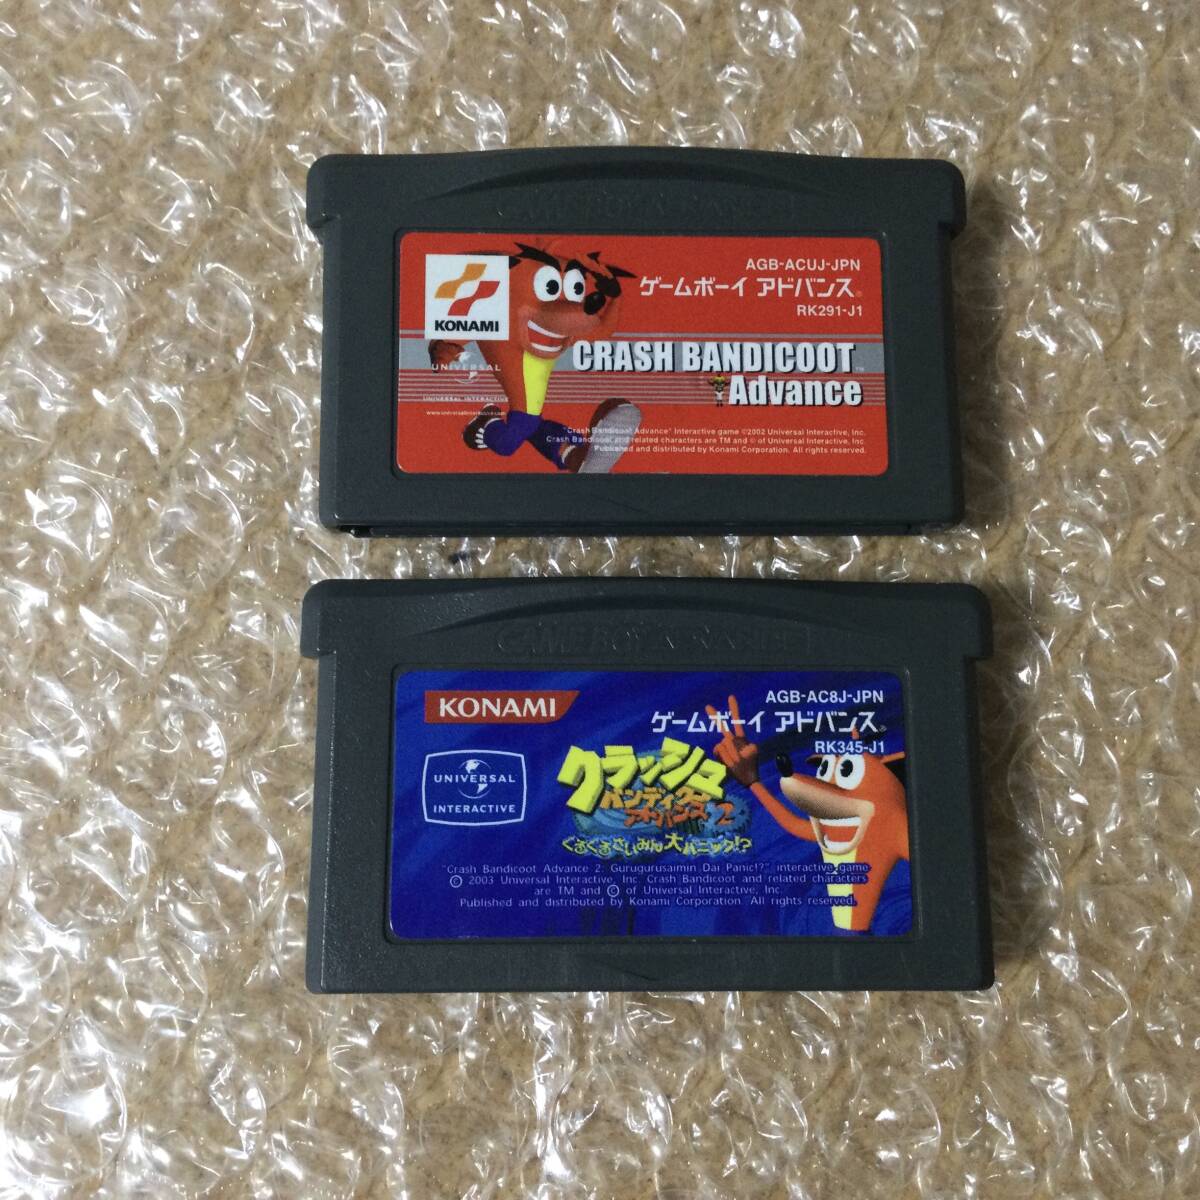 GAME BOY ADVANCE
KONAMI
AGB-ACUJ-JPN
ゲームボーイ アドバンス®
RK291-J1
CRASH BANDICOOT™
Advance
UNIVERSAL
UNIVERSAL INTERACTIVE
www.universalinteractive.com
"Crash Bandicoot Advance" Interactive game ©2002 Universal Interactive, Inc.
Crash Bandicoot and related characters are TM and © of Universal Interactive, Inc.
Published and distributed by Konami Corporation. All rights reserved.
GAME BOY ADVANCE
KONAMI
AGB-AC8J-JPN
ゲームボーイ アドバンス®
RK345-J1
UNIVERSAL
INTERACTIVE
クラッシュ
バンディクー
アドバンス2
ぐるぐるさいみん大パニック!?
"Crash Bandicoot Advance 2: Gurugurusaimin Dai Panic!?" interactive game
© 2003 Universal Interactive, Inc. Crash Bandicoot and related characters
are TM and © of Universal Interactive, Inc.
Published and distributed by Konami Corporation. All rights reserved.